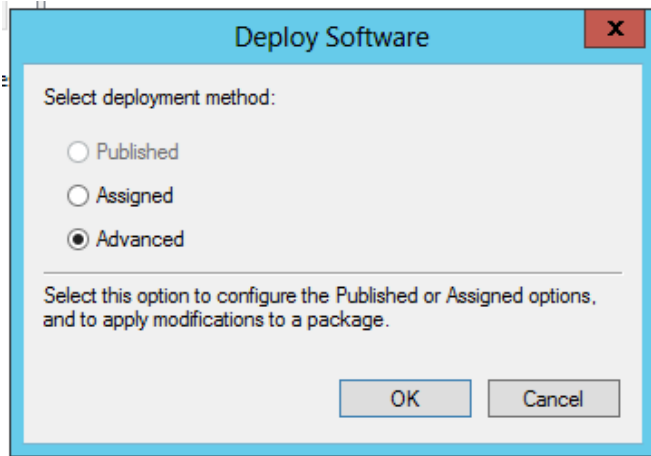 Deploy Software
x
Select deployment method:
Published
Assigned
Advanced
Select this option to configure the Published or Assigned options,
and to apply modifications to a package.
OK
Cancel